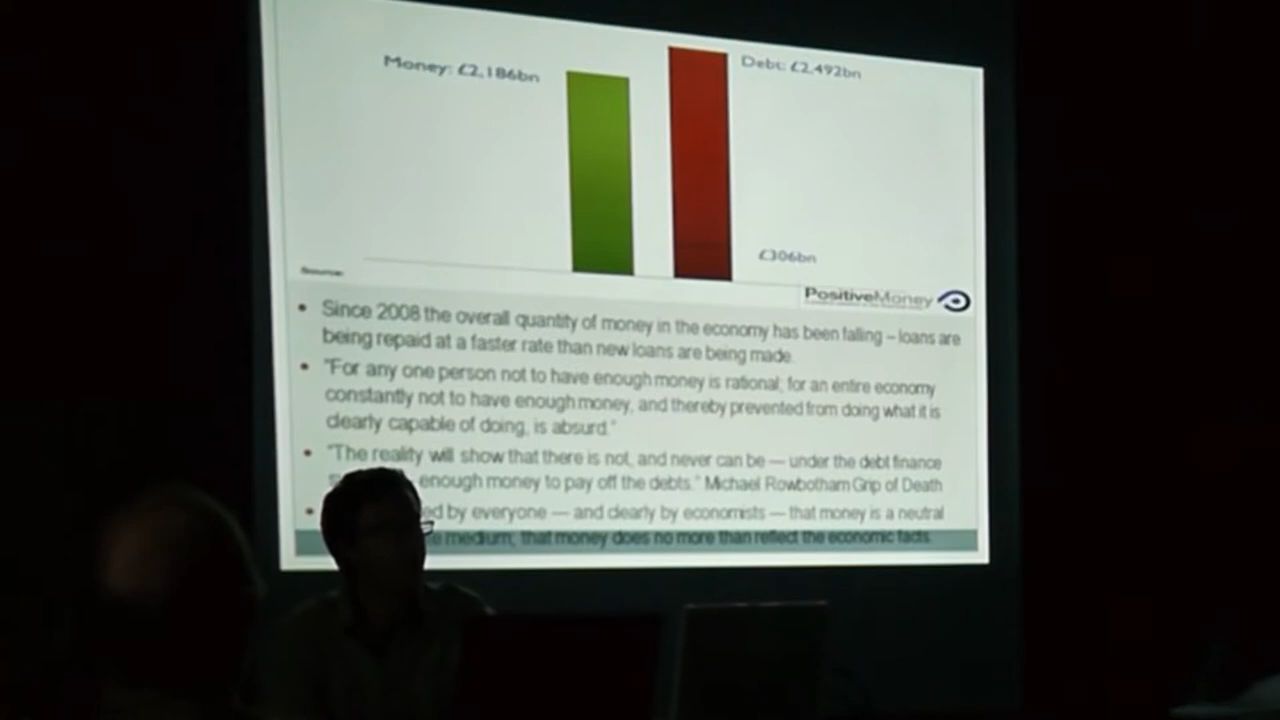 Money: £2,186bn
Debt: £2,492bn
£306bn
Source:
PositiveMoney
• Since 2008 the overall quantity of money in the economy has been falling – loans are
being repaid at a faster rate than new loans are being made.
• "For any one person not to have enough money is rational; for an entire economy
constantly not to have enough money, and thereby prevented from doing what it is
clearly capable of doing, is absurd."
• "The reality will show that there is not, and never can be — under the debt finance
enough money to pay off the debts." Michael Rowbotham Grip of Death
• by everyone — and clearly by economists — that money is a neutral
medium; that money does no more than reflect the economic facts.